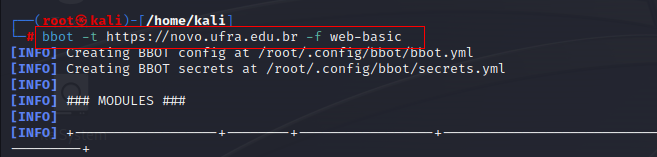 ┌──(root㉿kali)-[/home/kali]
└─# bbot -t https://novo.ufra.edu.br -f web-basic
[INFO] Creating BBOT config at /root/.config/bbot/bbot.yml
[INFO] Creating BBOT secrets at /root/.config/bbot/secrets.yml
[INFO]
[INFO] ### MODULES ###
[INFO]
[INFO] +-----------------+--------+----------------+--------------------------
---------+